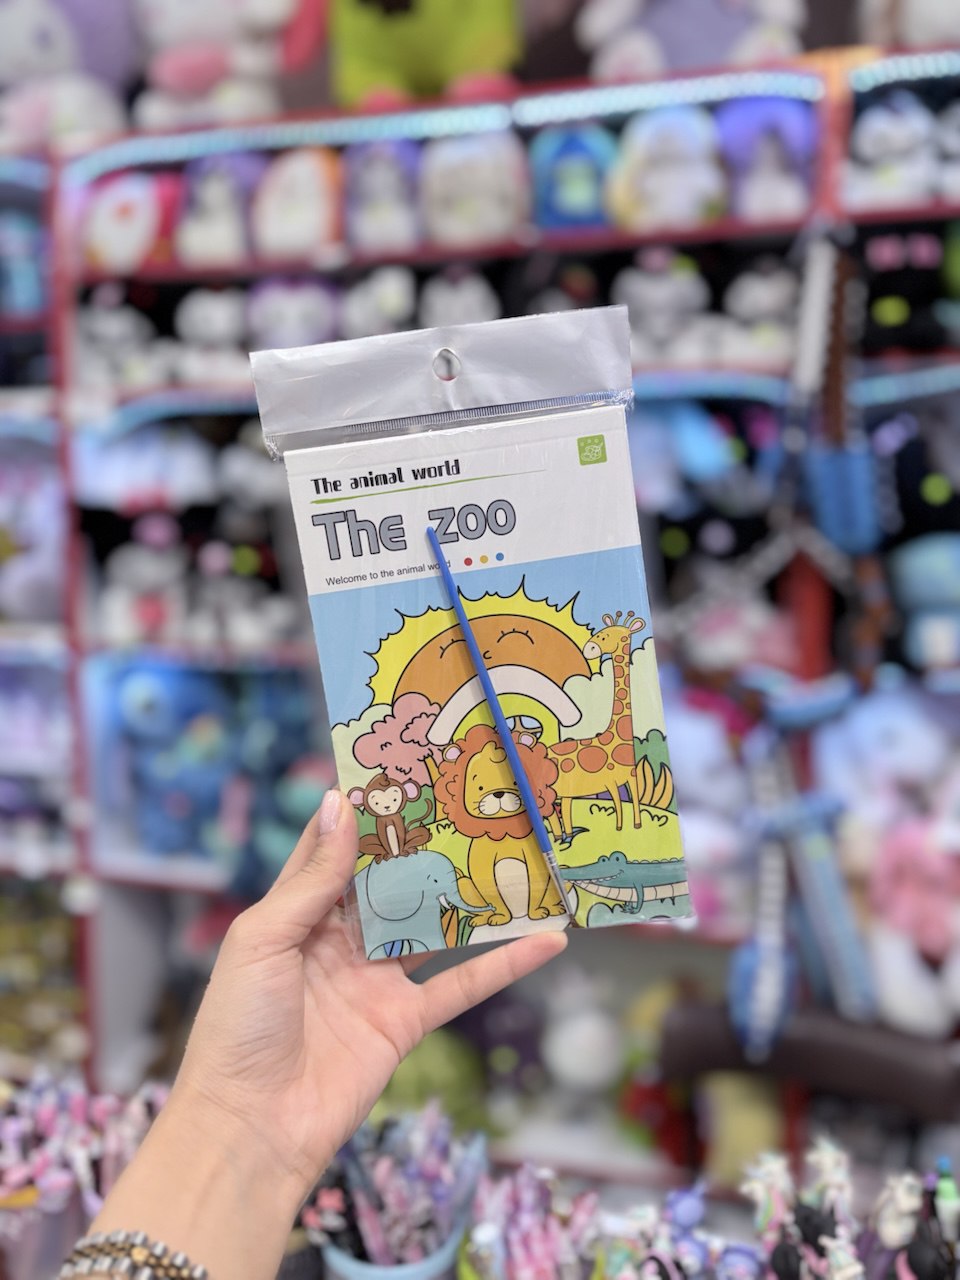 The animal world
The zoo
Welcome to the animal world